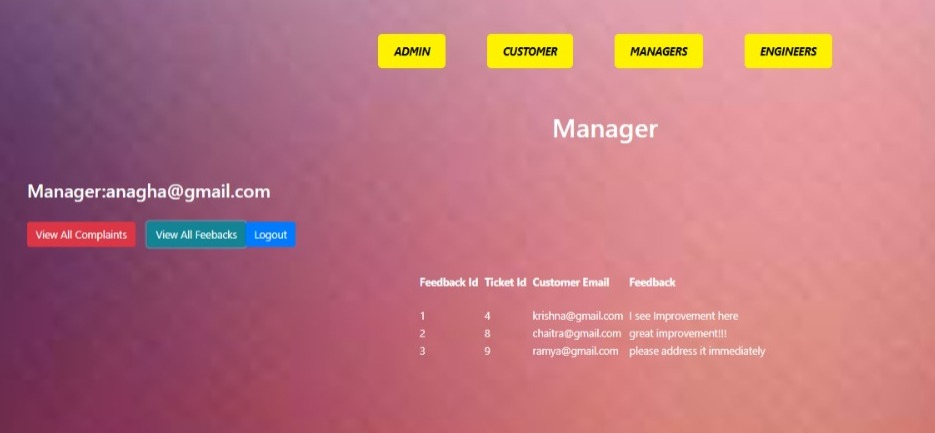 ADMIN CUSTOMER MANAGERS ENGINEERS
Manager
Manager:anagha@gmail.com
View All Complaints View All Feebacks Logout
Feedback Id Ticket Id Customer Email Feedback
1 4 krishna@gmail.com I see Improvement here
2 8 chaitra@gmail.com great improvement!!!
3 9 ramya@gmail.com please address it immediately